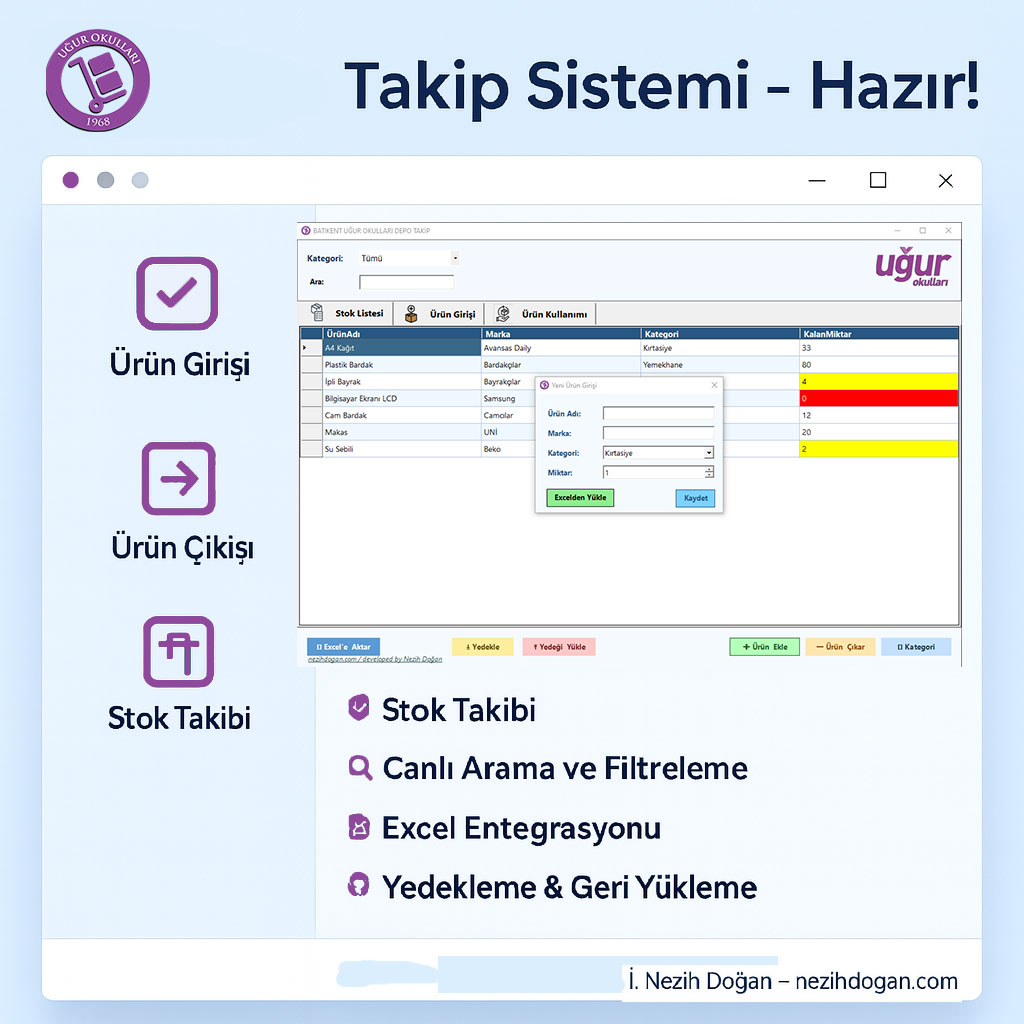 UĞUR OKULLARI
1968
Takip Sistemi - Hazır!
Ürün Girişi
Ürün Çikişı
Stok Takibi
BATIKENT UĞUR OKULLARI DEPO TAKİP
Kategori: Tümü
Ara:
uğur
okulları
Stok Listesi Ürün Girişi Ürün Kullanımı
ÜrünAdı Marka Kategori KalanMiktar
A4 Kağıt Avansas Daily Kırtasiye 33
Plastik Bardak Bardakçılar Yemekhane 80
İpli Bayrak Bayrakçılar 4
Bilgisayar Ekranı LCD Samsung 0
Cam Bardak Camcılar 12
Makas UNİ 20
Su Sebili Beko 2
Yeni Ürün Girişi
Ürün Adı:
Marka:
Kategori: Kırtasiye
Miktar: 1
Excelden Yükle Kaydet
Excel'e Aktar Yedekle Yedeği Yükle Ürün Ekle Ürün Çıkar Kategori
nezihdogan.com / developed by Nezih Doğan
Stok Takibi
Canlı Arama ve Filtreleme
Excel Entegrasyonu
Yedekleme & Geri Yükleme
İ. Nezih Doğan – nezihdogan.com